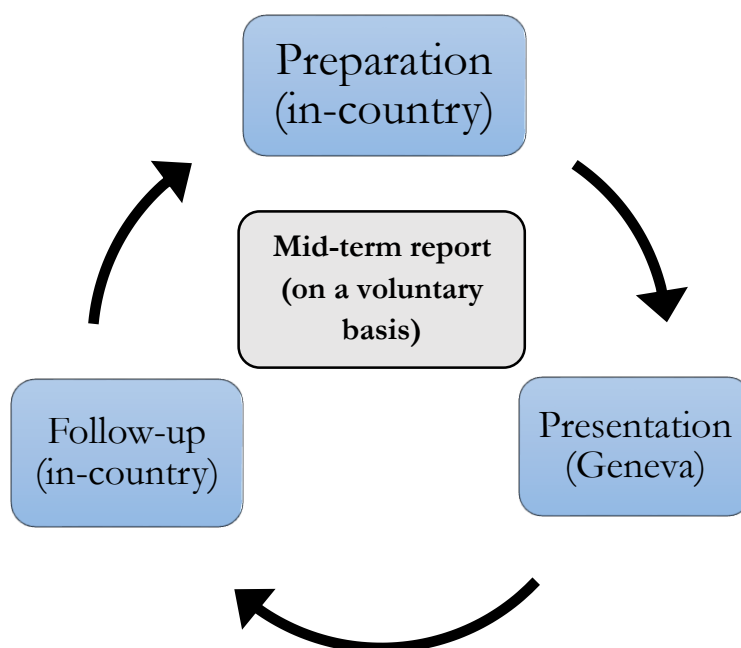 Preparation
(in-country)
Mid-term report
(on a voluntary
basis)
Follow-up
(in-country)
Presentation
(Geneva)